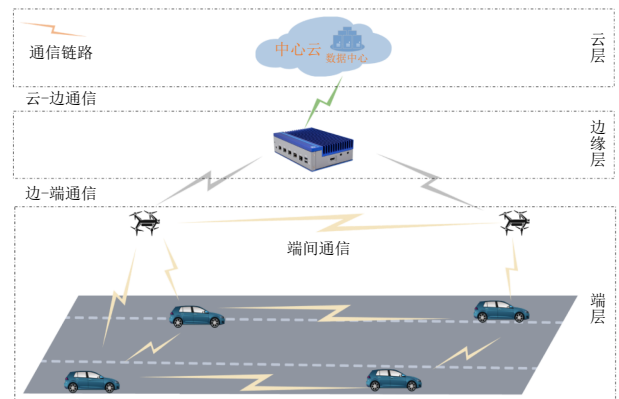 通信链路
中心云
数据中心
云层
云-边通信
边缘层
边-端通信
端间通信
端层